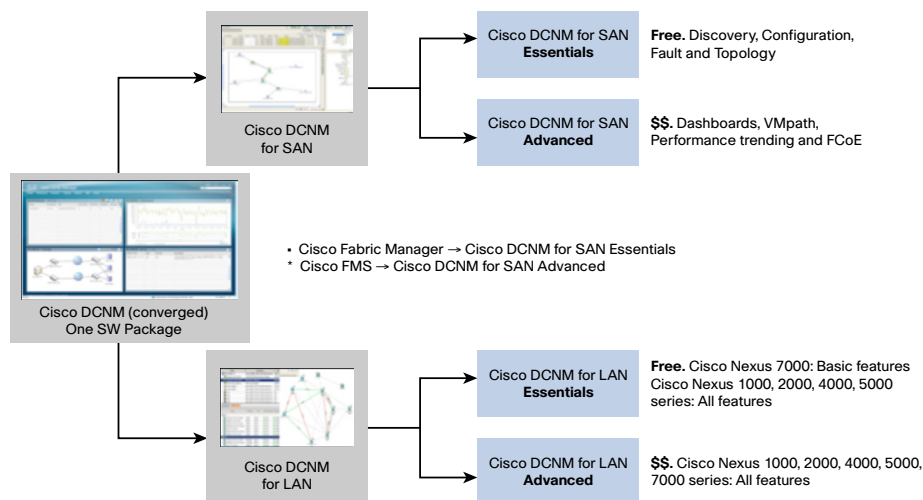 Cisco DCNM
for SAN
Cisco DCNM for SAN
Essentials
Free. Discovery, Configuration,
Fault and Topology
Cisco DCNM for SAN
Advanced
$$. Dashboards, VMpath,
Performance trending and FCoE
Cisco DCNM (converged)
One SW Package
▪ Cisco Fabric Manager → Cisco DCNM for SAN Essentials
* Cisco FMS → Cisco DCNM for SAN Advanced
Cisco DCNM
for LAN
Cisco DCNM for LAN
Essentials
Free. Cisco Nexus 7000: Basic features
Cisco Nexus 1000, 2000, 4000, 5000
series: All features
Cisco DCNM for LAN
Advanced
$$. Cisco Nexus 1000, 2000, 4000, 5000,
7000 series: All features